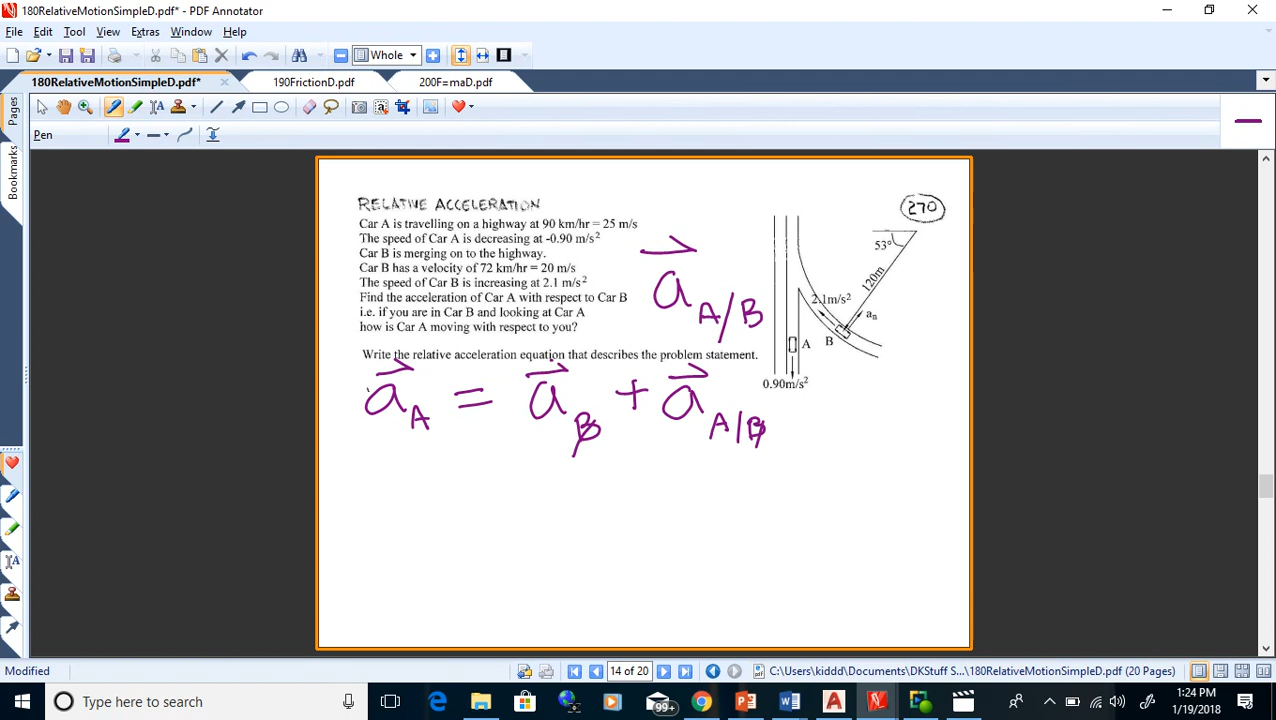 180RelativeMotionSimpleD.pdf* - PDF Annotator
File Edit Tool View Extras Window Help
Whole
180RelativeMotionSimpleD.pdf* 190FrictionD.pdf 200F=maD.pdf
Pen
Pages
Bookmarks
RELATIVE ACCELERATION
270
Car A is travelling on a highway at 90 km/hr = 25 m/s
The speed of Car A is decreasing at -0.90 m/s²
Car B is merging on to the highway.
Car B has a velocity of 72 km/hr = 20 m/s
The speed of Car B is increasing at 2.1 m/s²
Find the acceleration of Car A with respect to Car B
i.e. if you are in Car B and looking at Car A
how is Car A moving with respect to you?
a A/B
53°
120m
2.1m/s²
aₙ
A
B
0.90m/s²
Write the relative acceleration equation that describes the problem statement.
a A = a B + a A/B
Modified
14 of 20
C:\Users\kiddd\Documents\DKStuff S...\180RelativeMotionSimpleD.pdf (20 Pages)
Type here to search
99+
1:24 PM
1/19/2018